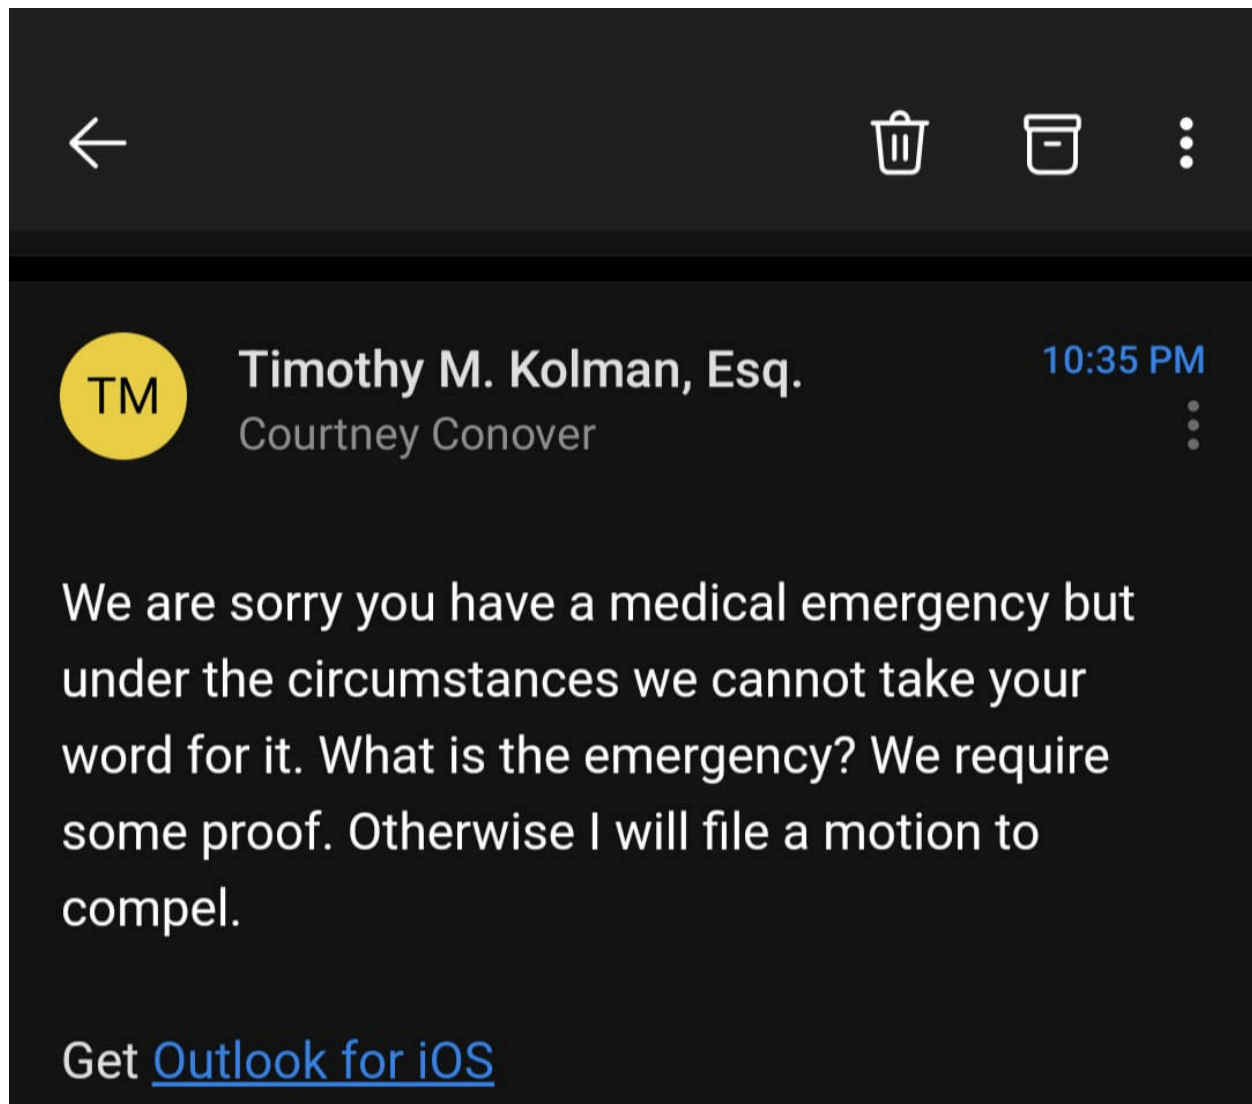 TM
Timothy M. Kolman, Esq.
10:35 PM
Courtney Conover
We are sorry you have a medical emergency but
under the circumstances we cannot take your
word for it. What is the emergency? We require
some proof. Otherwise I will file a motion to
compel.
Get Outlook for iOS